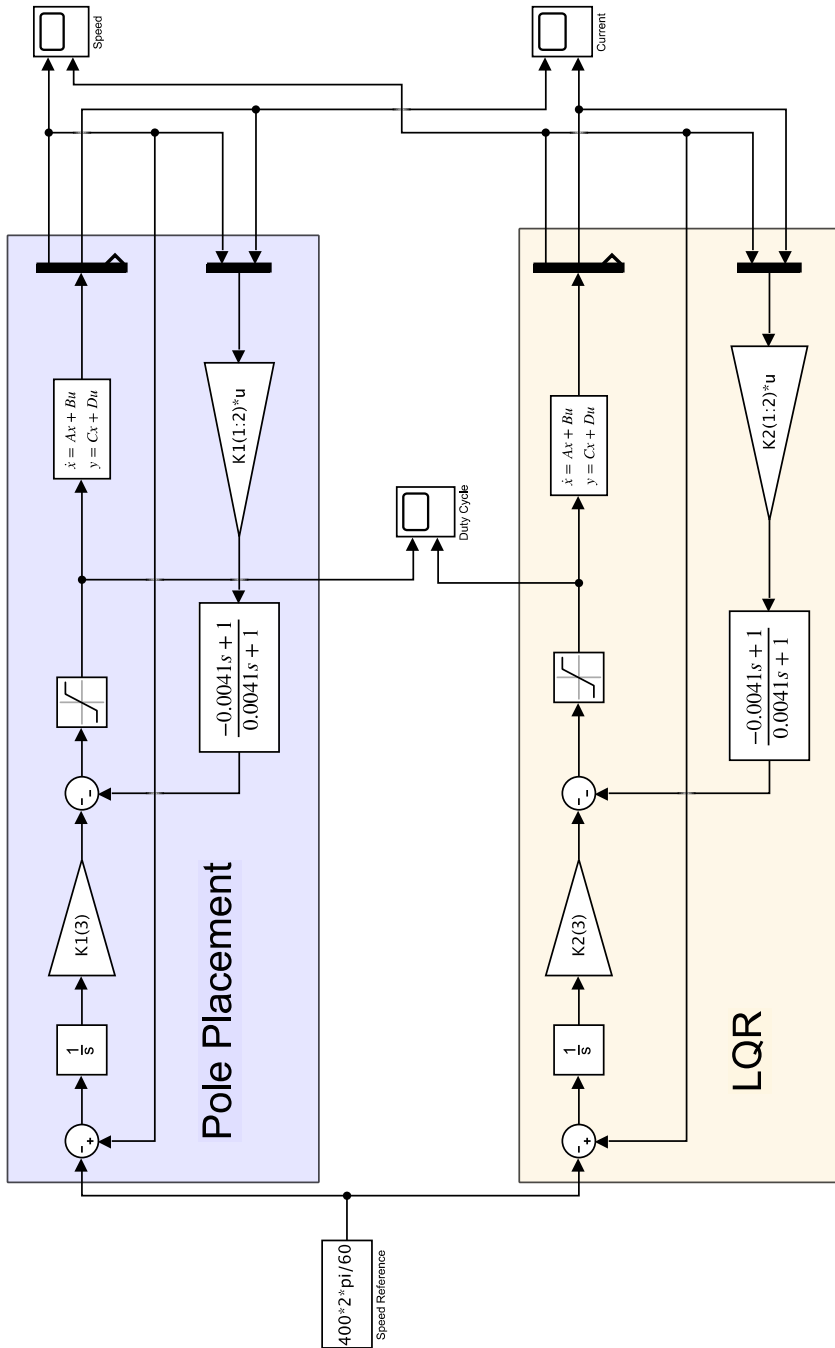 400*2*pi/60
Speed Reference
-
+
1
s
K1(3)
-
-
ẋ = Ax + Bu
y = Cx + Du
Speed
−0.0041s + 1
0.0041s + 1
K1(1:2)*u
Pole Placement
Duty Cycle
-
+
1
s
K2(3)
-
-
ẋ = Ax + Bu
y = Cx + Du
Current
−0.0041s + 1
0.0041s + 1
K2(1:2)*u
LQR